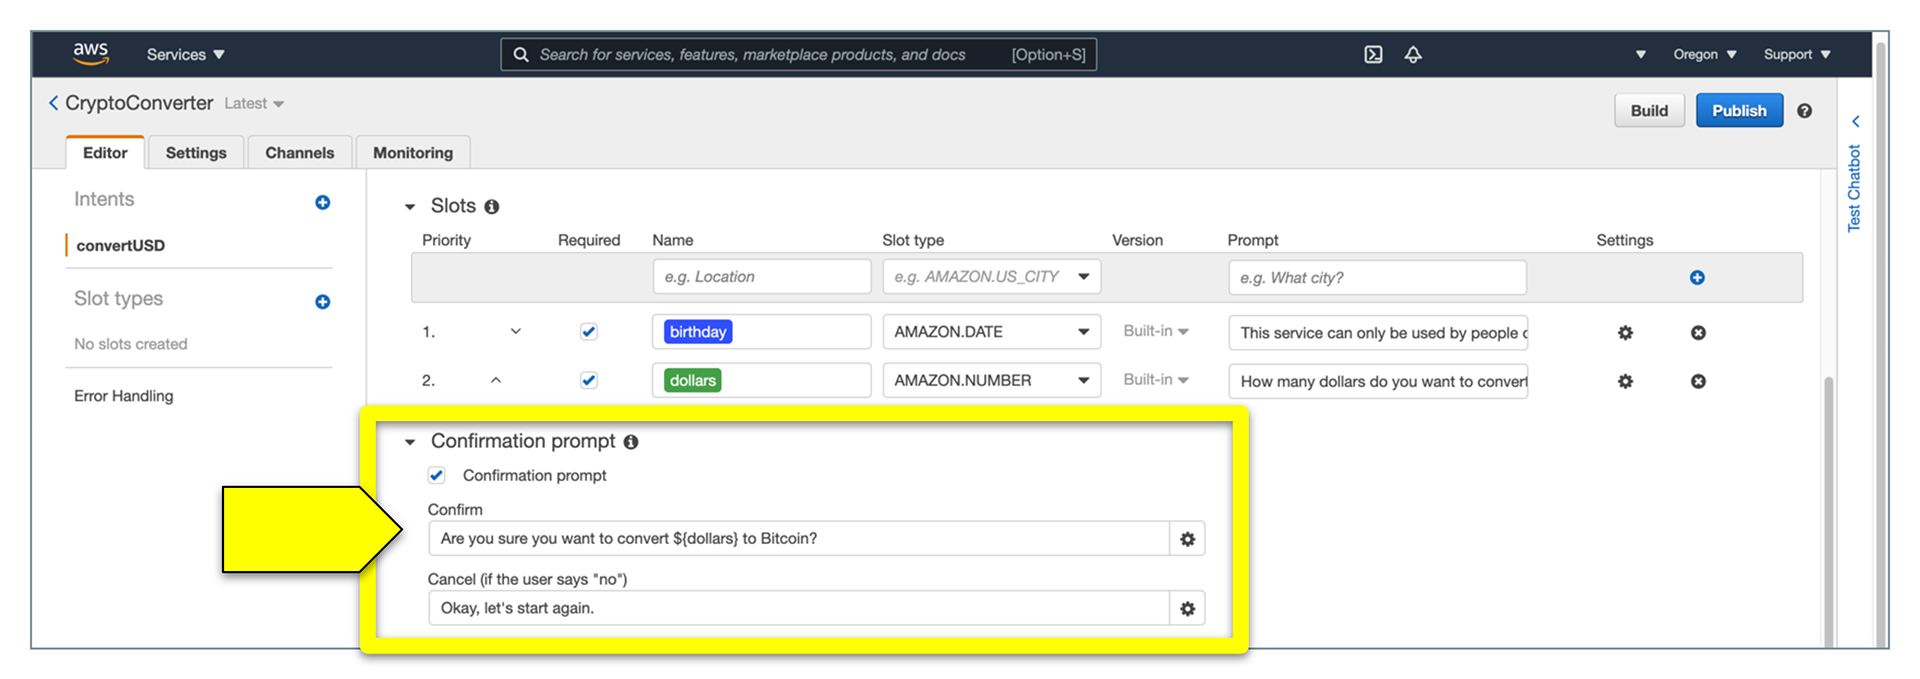 aws Services Search for services, features, marketplace products, and docs [Option+S] Oregon Support
CryptoConverter Latest
Build Publish
Editor Settings Channels Monitoring
Test Chatbot
Intents
convertUSD
Slot types
No slots created
Error Handling
Slots
Priority Required Name Slot type Version Prompt Settings
e.g. Location e.g. AMAZON.US_CITY e.g. What city?
1. birthday AMAZON.DATE Built-in This service can only be used by people
2. dollars AMAZON.NUMBER Built-in How many dollars do you want to convert
Confirmation prompt
Confirmation prompt
Confirm
Are you sure you want to convert ${dollars} to Bitcoin?
Cancel (if the user says "no")
Okay, let's start again.